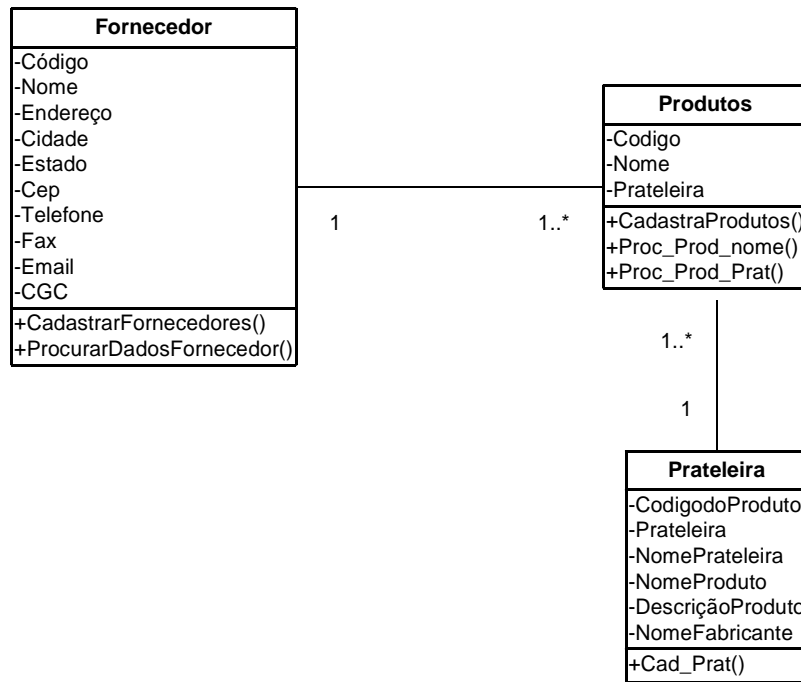 Fornecedor
-Código
-Nome
-Endereço
-Cidade
-Estado
-Cep
-Telefone
-Fax
-Email
-CGC
+CadastrarFornecedores()
+ProcurarDadosFornecedor()
1
1..*
Produtos
-Codigo
-Nome
-Prateleira
+CadastraProdutos()
+Proc_Prod_nome()
+Proc_Prod_Prat()
1..*
1
Prateleira
-CodigodoProduto
-Prateleira
-NomePrateleira
-NomeProduto
-DescriçãoProduto
-NomeFabricante
+Cad_Prat()